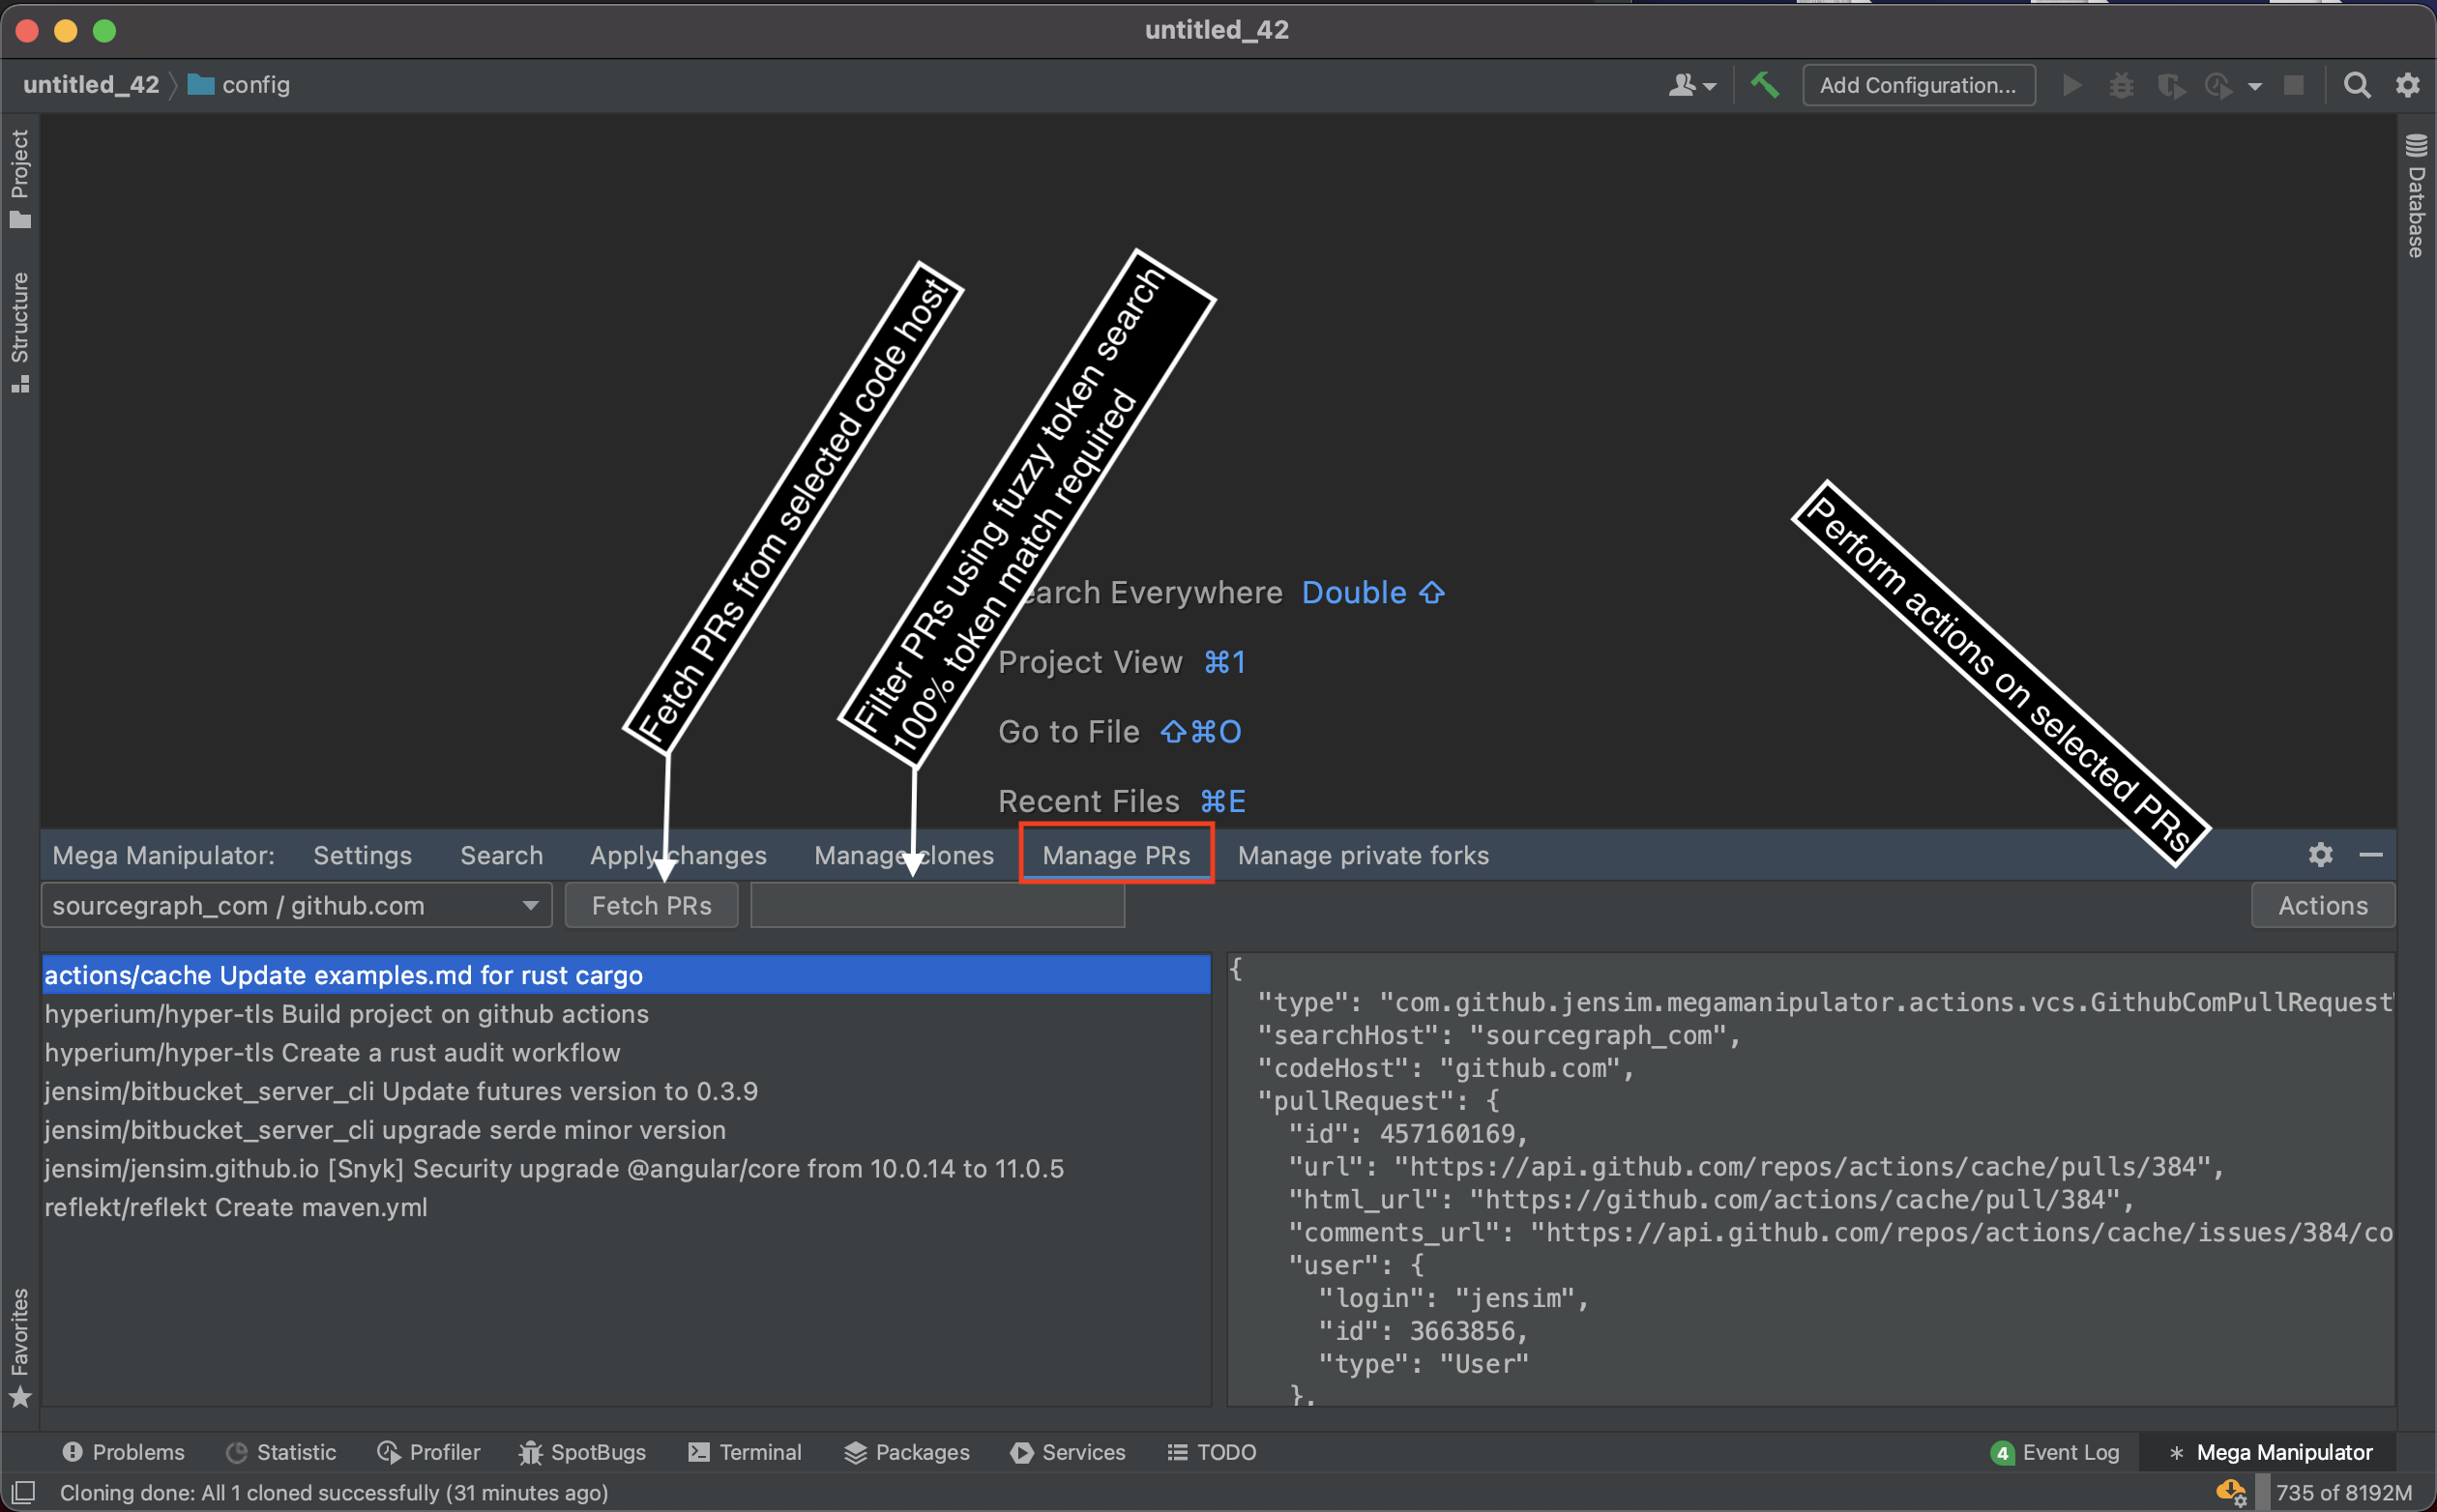 untitled_42
untitled_42
config
Add Configuration...
Project
Structure
Favorites
Database
Fetch PRs from selected code host
Filter PRs using fuzzy token search
100% token match required
Perform actions on selected PRs
earch Everywhere Double ⇧
Project View ⌘1
Go to File ⇧⌘O
Recent Files ⌘E
Mega Manipulator: Settings Search Apply changes Manage clones Manage PRs Manage private forks
sourcegraph_com / github.com
Fetch PRs
Actions
actions/cache Update examples.md for rust cargo
hyperium/hyper-tls Build project on github actions
hyperium/hyper-tls Create a rust audit workflow
jensim/bitbucket_server_cli Update futures version to 0.3.9
jensim/bitbucket_server_cli upgrade serde minor version
jensim/jensim.github.io [Snyk] Security upgrade @angular/core from 10.0.14 to 11.0.5
reflekt/reflekt Create maven.yml
{
"type": "com.github.jensim.megamanipulator.actions.vcs.GithubComPullRequest
"searchHost": "sourcegraph_com",
"codeHost": "github.com",
"pullRequest": {
"id": 457160169,
"url": "https://api.github.com/repos/actions/cache/pulls/384",
"html_url": "https://github.com/actions/cache/pull/384",
"comments_url": "https://api.github.com/repos/actions/cache/issues/384/co
"user": {
"login": "jensim",
"id": 3663856,
"type": "User"
},
Problems Statistic Profiler SpotBugs Terminal Packages Services TODO
4 Event Log Mega Manipulator
Cloning done: All 1 cloned successfully (31 minutes ago)
735 of 8192M